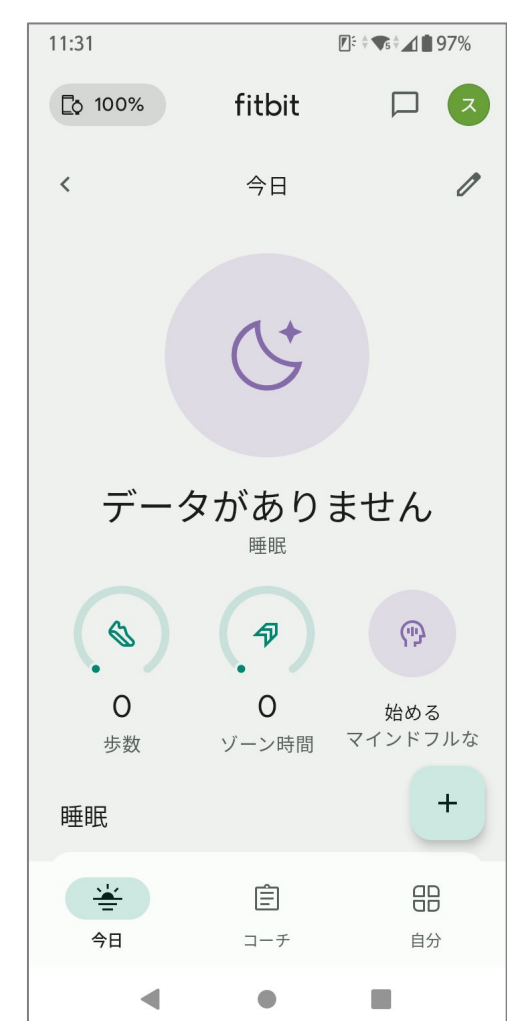 11:31
97%
100%
fitbit
ス
今日
データがありません
睡眠
0
0
始める
歩数
ゾーン時間
マインドフルな
睡眠
+
今日
コーチ
自分